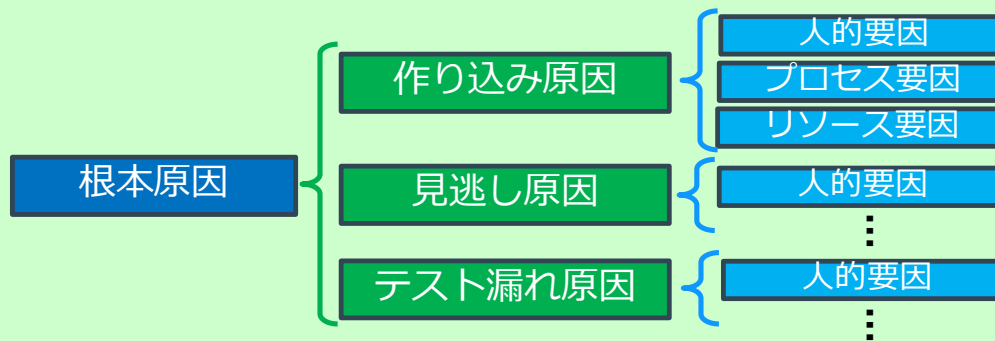 根本原因
作り込み原因
人的要因
プロセス要因
リソース要因
見逃し原因
人的要因
テスト漏れ原因
人的要因